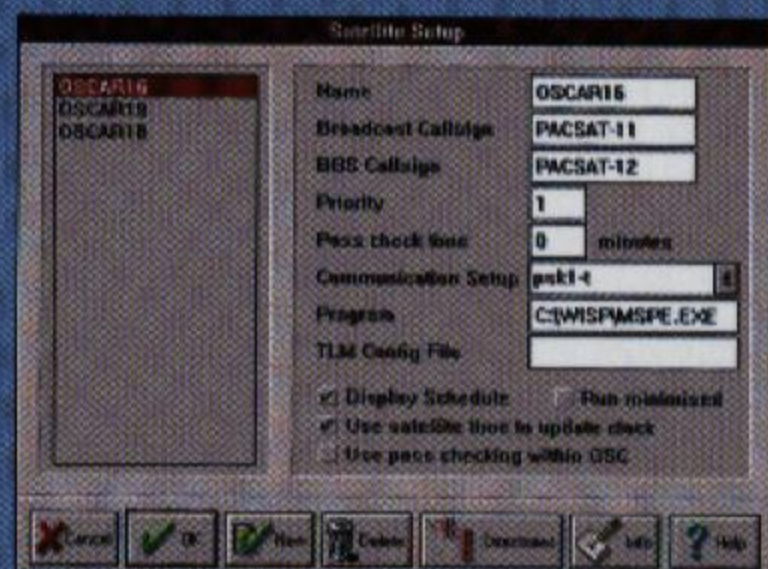 Satellite Setup
OSCAR16
OSCAR19
OSCAR18
Name OSCAR16
Broadcast Callsign PACSAT-11
BBS Callsign PACSAT-12
Priority 1
Pass check time 0 minutes
Communication Setup
Program C:\WISP\MSPE.EXE
TLM Config File
Display Schedule Run minimized
Use satellite time to update clock
Use pass checking within GSC
Cancel OK New Delete Download Info Help